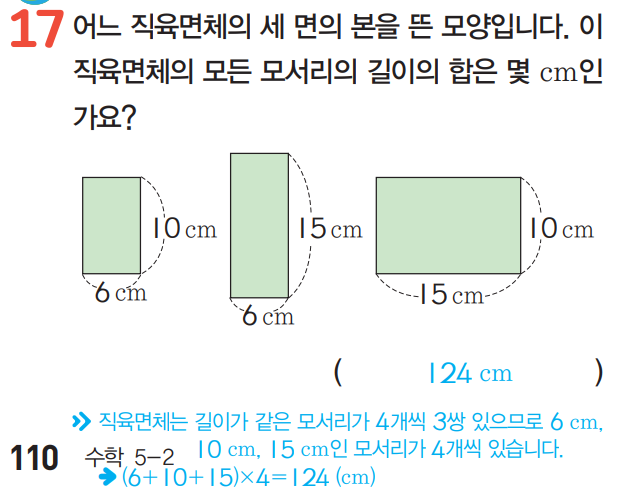 17 어느 직육면체의 세 면의 본을 뜬 모양입니다. 이
직육면체의 모든 모서리의 길이의 합은 몇 cm인
가요?
10 cm
6 cm
15 cm
6 cm
10 cm
15 cm
( 124 cm )
직육면체는 길이가 같은 모서리가 4개씩 3쌍 있으므로 6 cm,
10 cm, 15 cm인 모서리가 4개씩 있습니다.
110 수학 5-2
➜ (6+10+15)×4=124 (cm)